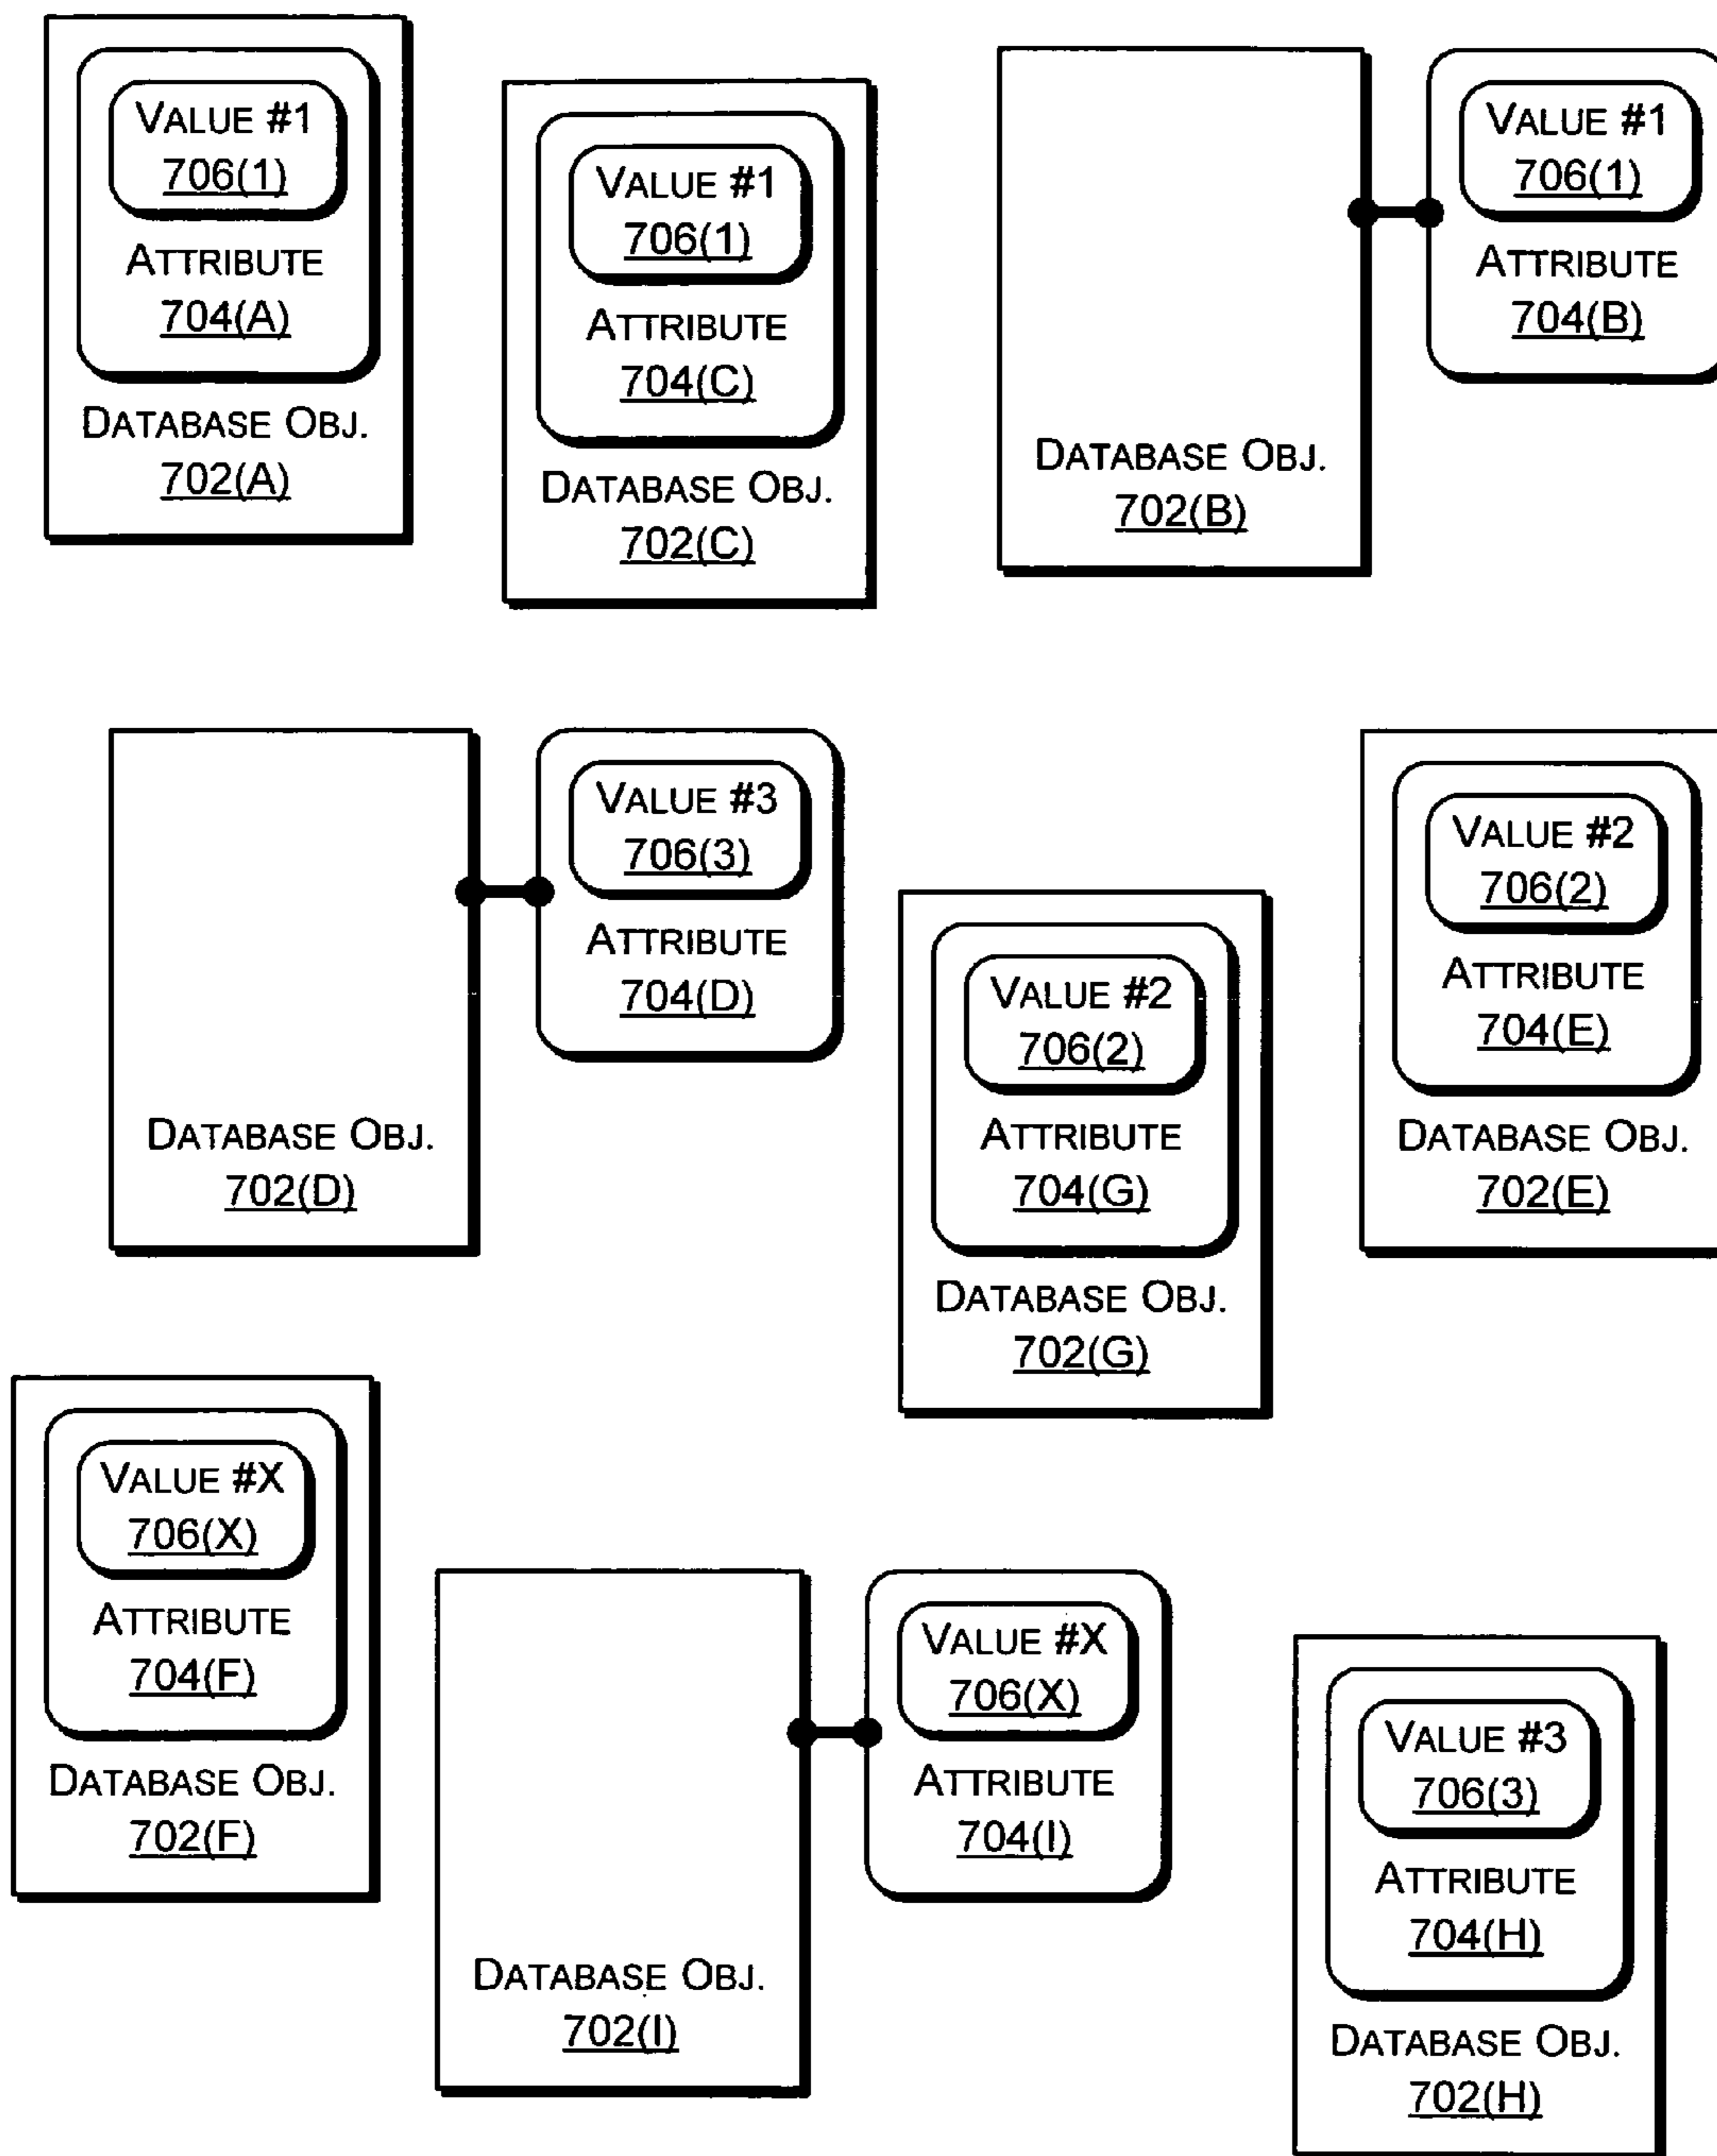 VALUE #1
706(1)
ATTRIBUTE
704(A)
DATABASE OBJ.
702(A)
VALUE #1
706(1)
ATTRIBUTE
704(C)
DATABASE OBJ.
702(C)
DATABASE OBJ.
702(B)
VALUE #1
706(1)
ATTRIBUTE
704(B)
DATABASE OBJ.
702(D)
VALUE #3
706(3)
ATTRIBUTE
704(D)
VALUE #2
706(2)
ATTRIBUTE
704(G)
DATABASE OBJ.
702(G)
VALUE #2
706(2)
ATTRIBUTE
704(E)
DATABASE OBJ.
702(E)
VALUE #X
706(X)
ATTRIBUTE
704(F)
DATABASE OBJ.
702(F)
DATABASE OBJ.
702(I)
VALUE #X
706(X)
ATTRIBUTE
704(I)
VALUE #3
706(3)
ATTRIBUTE
704(H)
DATABASE OBJ.
702(H)